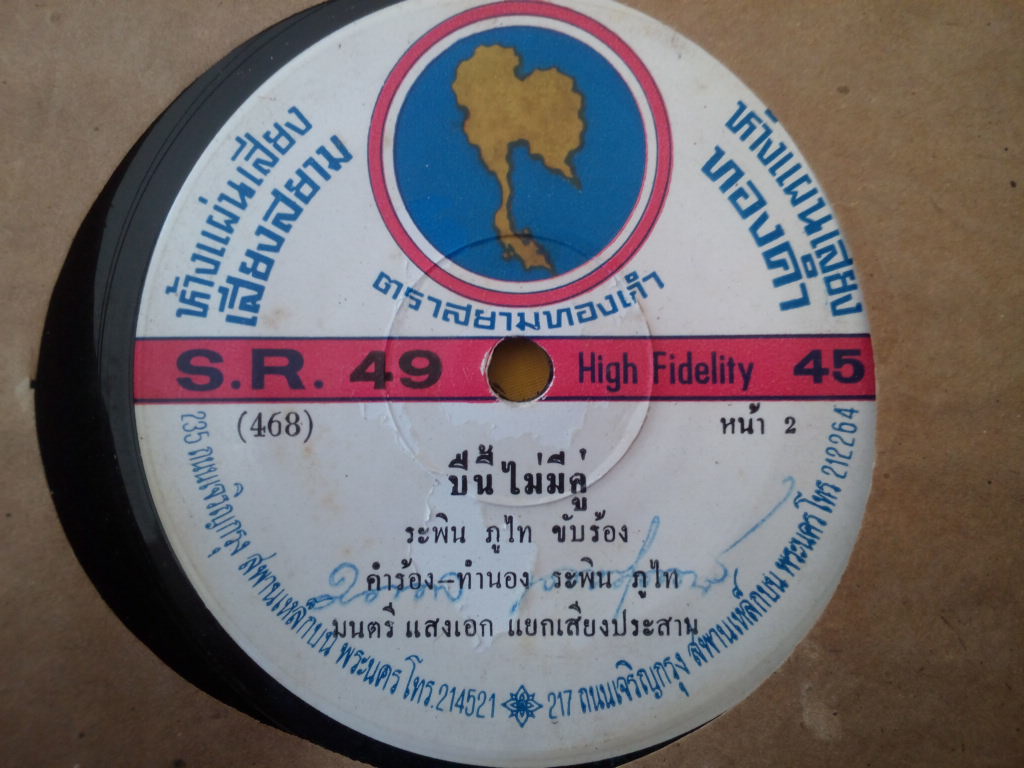 ห้างแผ่นเสียง
เสียงสยาม
ห้างแผ่นเสียง
ทองคำ
ตราสยามทองคำ
S.R. 49 High Fidelity 45
(468) หน้า 2
ปีนี้ไม่มีคู่
ระพิน ภูไท ขับร้อง
คำร้อง-ทำนอง ระพิน ภูไท
มนตรี แสงเอก แยกเสียงประสาน
235 ถนนเจริญกรุง สพานเหล็กบน พระนคร โทร. 214521
217 ถนนเจริญกรุง สพานเหล็กบน พระนคร โทร 212264